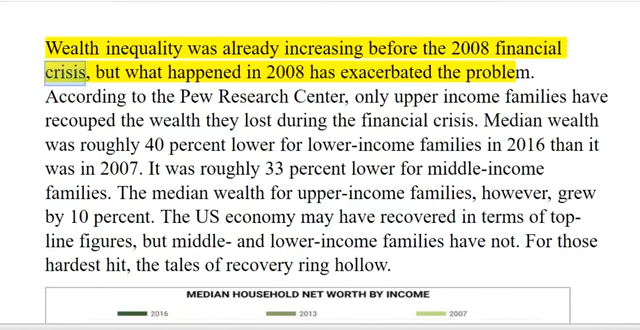 Wealth inequality was already increasing before the 2008 financial
crisis, but what happened in 2008 has exacerbated the problem.
According to the Pew Research Center, only upper income families have
recouped the wealth they lost during the financial crisis. Median wealth
was roughly 40 percent lower for lower-income families in 2016 than it
was in 2007. It was roughly 33 percent lower for middle-income
families. The median wealth for upper-income families, however, grew
by 10 percent. The US economy may have recovered in terms of top-
line figures, but middle- and lower-income families have not. For those
hardest hit, the tales of recovery ring hollow.
MEDIAN HOUSEHOLD NET WORTH BY INCOME
2016 2013 2007